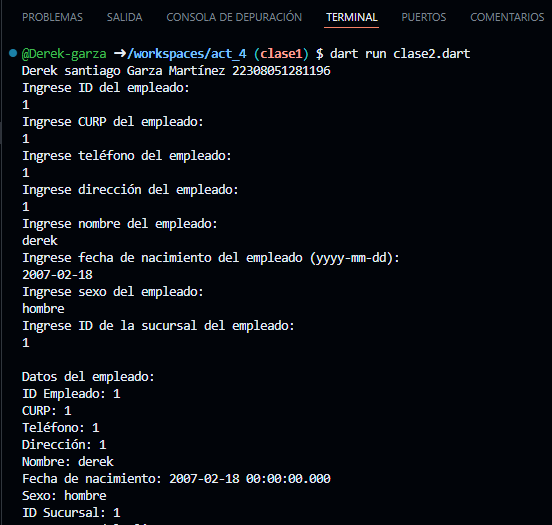 PROBLEMAS SALIDA CONSOLA DE DEPURACIÓN TERMINAL PUERTOS COMENTARIOS
@Derek-garza ➜/workspaces/act_4 (clase1) $ dart run clase2.dart
Derek santiago Garza Martínez 22308051281196
Ingrese ID del empleado:
1
Ingrese CURP del empleado:
1
Ingrese teléfono del empleado:
1
Ingrese dirección del empleado:
1
Ingrese nombre del empleado:
derek
Ingrese fecha de nacimiento del empleado (yyyy-mm-dd):
2007-02-18
Ingrese sexo del empleado:
hombre
Ingrese ID de la sucursal del empleado:
1
Datos del empleado:
ID Empleado: 1
CURP: 1
Teléfono: 1
Dirección: 1
Nombre: derek
Fecha de nacimiento: 2007-02-18 00:00:00.000
Sexo: hombre
ID Sucursal: 1